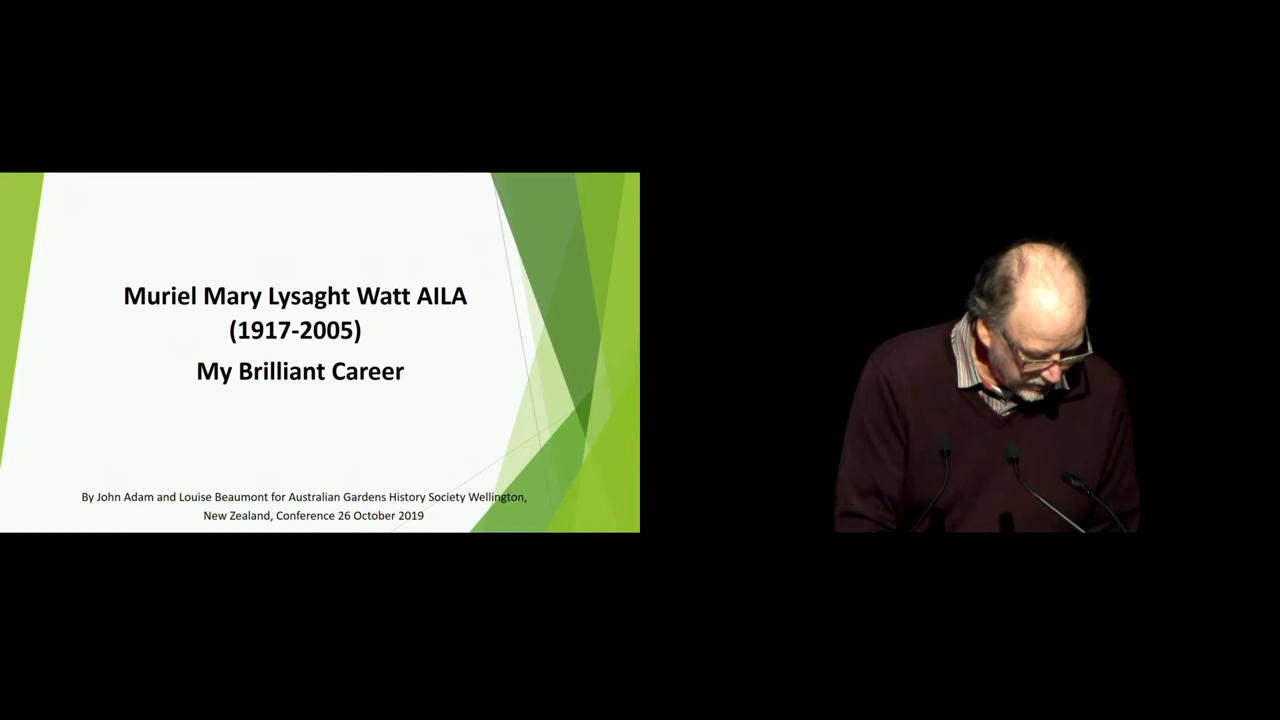 Muriel Mary Lysaght Watt AILA
(1917-2005)
My Brilliant Career
By John Adam and Louise Beaumont for Australian Gardens History Society Wellington,
New Zealand, Conference 26 October 2019